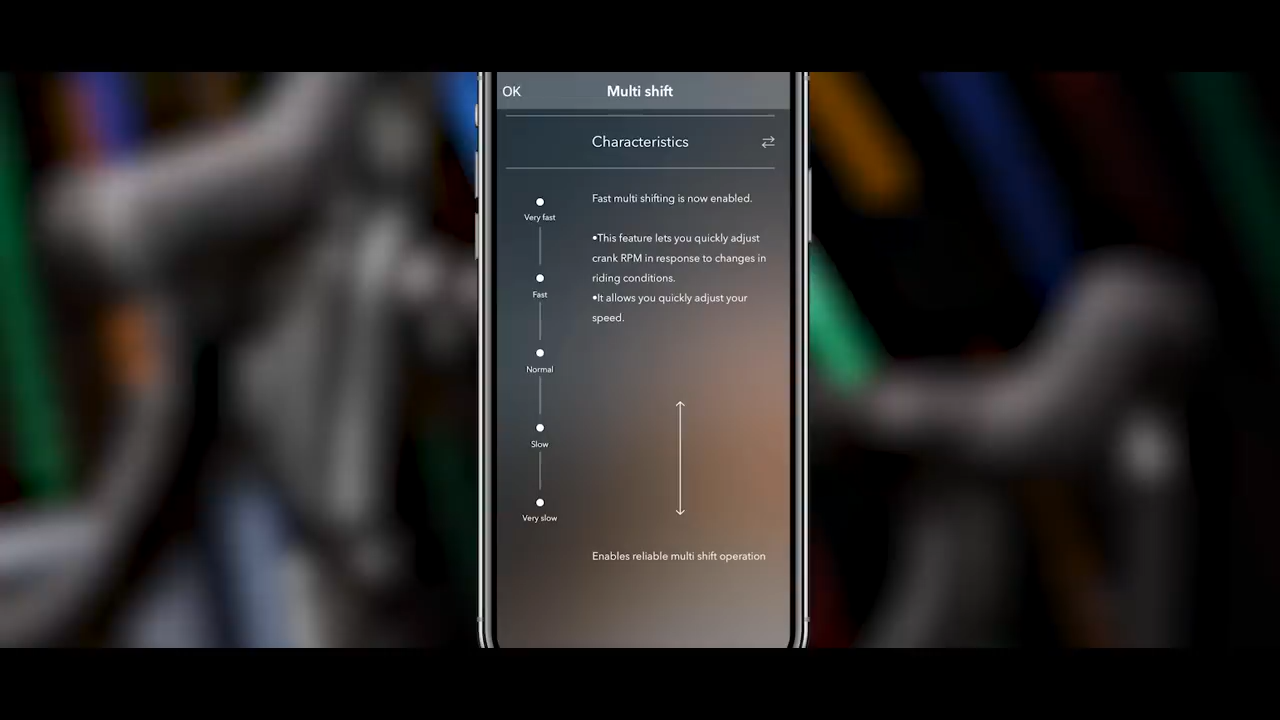 OK
Multi shift
Characteristics
Very fast
Fast
Normal
Slow
Very slow
Fast multi shifting is now enabled.
•This feature lets you quickly adjust
crank RPM in response to changes in
riding conditions.
•It allows you quickly adjust your
speed.
Enables reliable multi shift operation